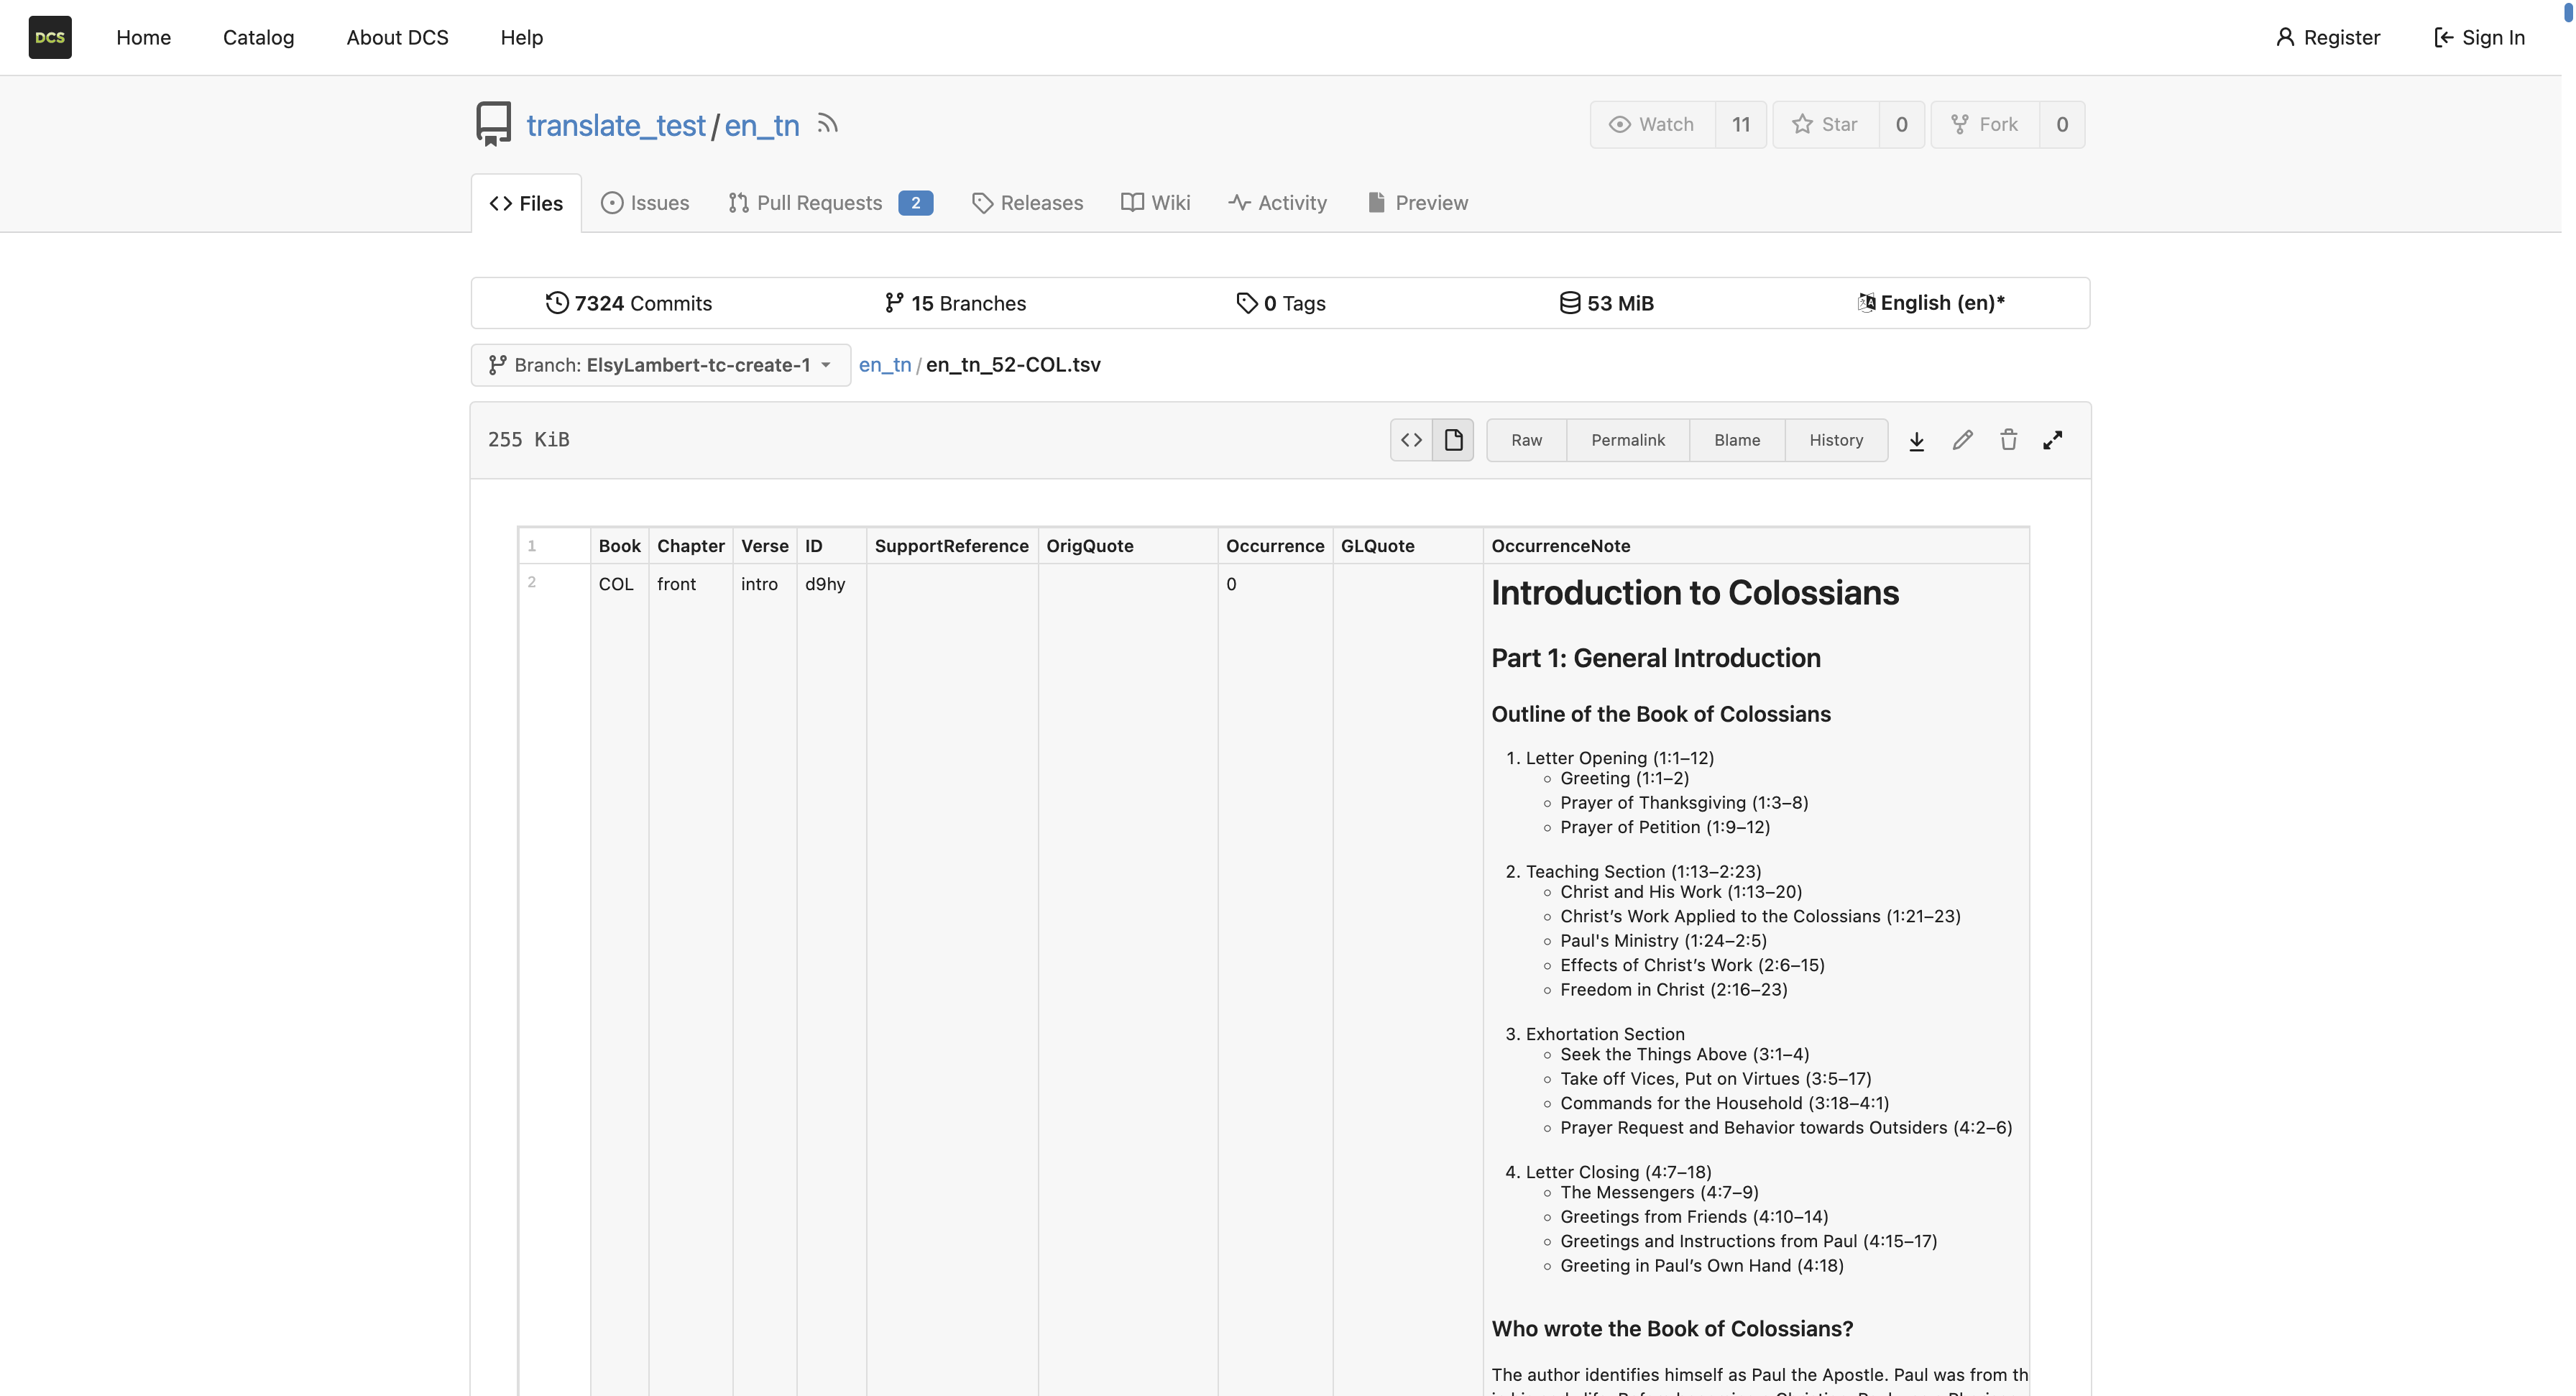 DCS Home Catalog About DCS Help Register Sign In
translate_test / en_tn Watch 11 Star 0 Fork 0
Files Issues Pull Requests 2 Releases Wiki Activity Preview
7324 Commits 15 Branches 0 Tags 53 MiB English (en)*
Branch: ElsyLambert-tc-create-1 en_tn / en_tn_52-COL.tsv
255 KiB Raw Permalink Blame History
1 Book Chapter Verse ID SupportReference OrigQuote Occurrence GLQuote OccurrenceNote
2 COL front intro d9hy 0 Introduction to Colossians
Part 1: General Introduction
Outline of the Book of Colossians
1. Letter Opening (1:1–12)
Greeting (1:1–2)
Prayer of Thanksgiving (1:3–8)
Prayer of Petition (1:9–12)
2. Teaching Section (1:13–2:23)
Christ and His Work (1:13–20)
Christ’s Work Applied to the Colossians (1:21–23)
Paul's Ministry (1:24–2:5)
Effects of Christ’s Work (2:6–15)
Freedom in Christ (2:16–23)
3. Exhortation Section
Seek the Things Above (3:1–4)
Take off Vices, Put on Virtues (3:5–17)
Commands for the Household (3:18–4:1)
Prayer Request and Behavior towards Outsiders (4:2–6)
4. Letter Closing (4:7–18)
The Messengers (4:7–9)
Greetings from Friends (4:10–14)
Greetings and Instructions from Paul (4:15–17)
Greeting in Paul’s Own Hand (4:18)
Who wrote the Book of Colossians?
The author identifies himself as Paul the Apostle. Paul was from th